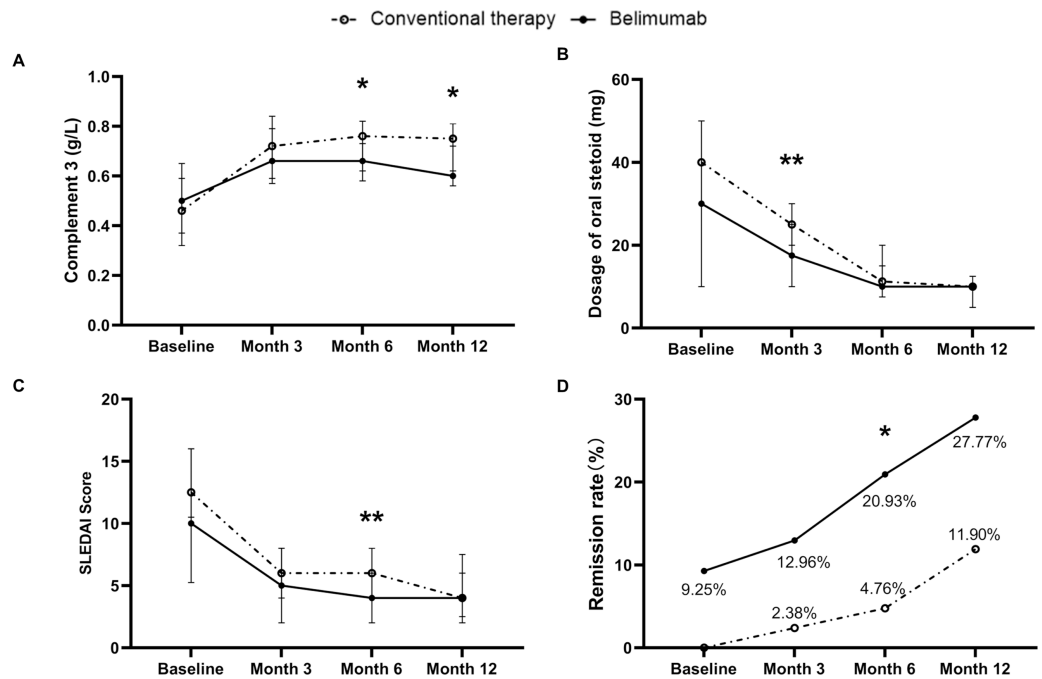 Conventional therapy Belimumab
A
Complement 3 (g/L)
1.0
0.8
0.6
0.4
0.2
0.0
* *
Baseline Month 3 Month 6 Month 12
B
Dosage of oral stetoid (mg)
60
40
20
0
**
Baseline Month 3 Month 6 Month 12
C
SLEDAI Score
20
15
10
5
0
**
Baseline Month 3 Month 6 Month 12
D
Remission rate (%)
30
20
10
0
*
9.25%
12.96%
20.93%
27.77%
2.38%
4.76%
11.90%
Baseline Month 3 Month 6 Month 12